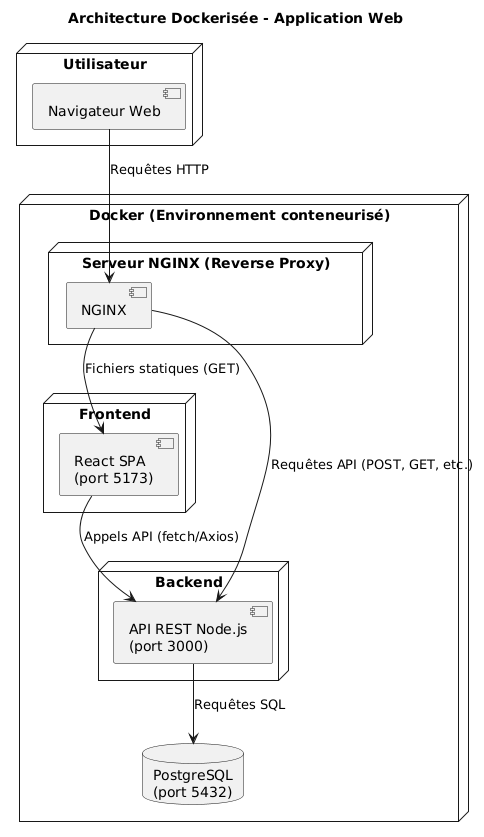 Architecture Dockerisée - Application Web
Utilisateur
Navigateur Web
Requêtes HTTP
Docker (Environnement conteneurisé)
Serveur NGINX (Reverse Proxy)
NGINX
Fichiers statiques (GET)
Frontend
React SPA
(port 5173)
Requêtes API (POST, GET, etc.)
Appels API (fetch/Axios)
Backend
API REST Node.js
(port 3000)
Requêtes SQL
PostgreSQL
(port 5432)